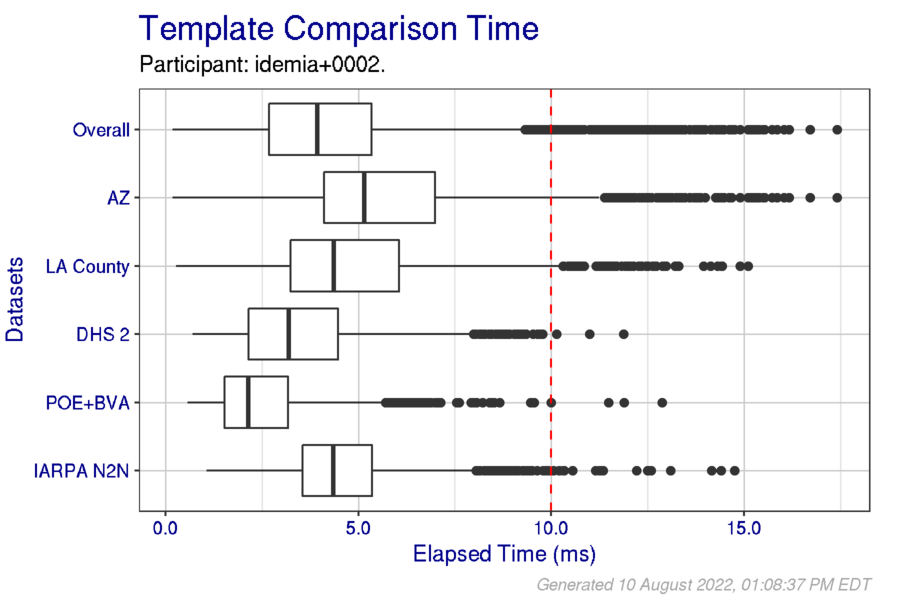 Template Comparison Time
Participant: idemia+0002.
Datasets
Overall
AZ
LA County
DHS 2
POE+BVA
IARPA N2N
0.0 5.0 10.0 15.0
Elapsed Time (ms)
Generated 10 August 2022, 01:08:37 PM EDT